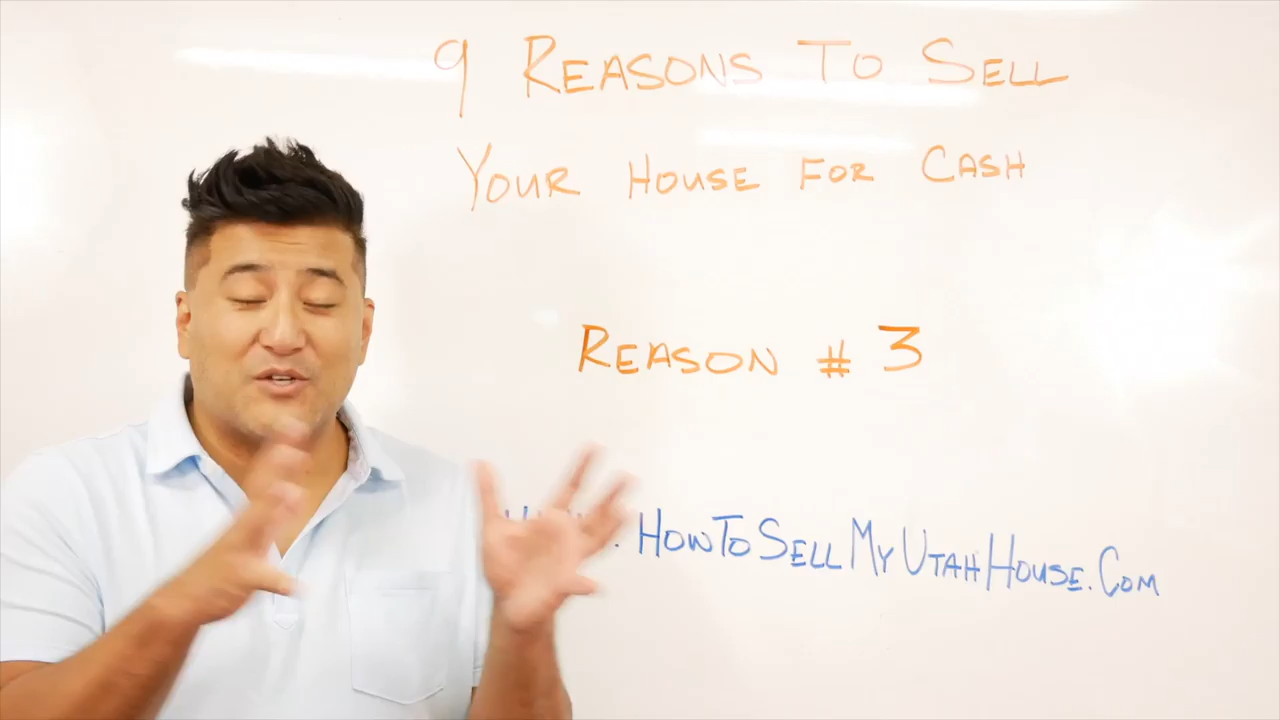 9 REASONS TO SELL
YOUR HOUSE FOR CASH
REASON # 3
HOWTOSELLMYUTAHHOUSE.COM